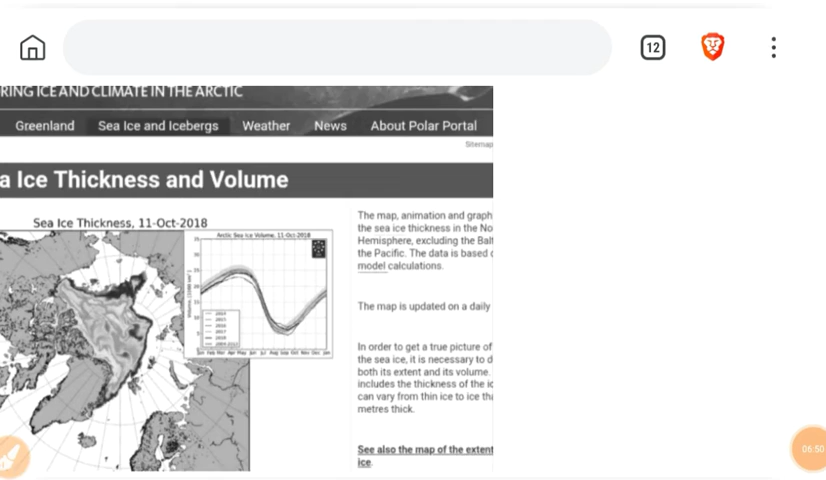 12
RING ICE AND CLIMATE IN THE ARCTIC
Greenland Sea Ice and Icebergs Weather News About Polar Portal
Sitemap
a Ice Thickness and Volume
Sea Ice Thickness, 11-Oct-2018
Arctic Sea Ice Volume, 11-Oct-2018
The map, animation and graph
the sea ice thickness in the No
Hemisphere, excluding the Balt
the Pacific. The data is based
model calculations.
The map is updated on a daily
In order to get a true picture of
the sea ice, it is necessary to d
both its extent and its volume.
includes the thickness of the ic
can vary from thin ice to ice tha
metres thick.
See also the map of the extent
ice.
06:50